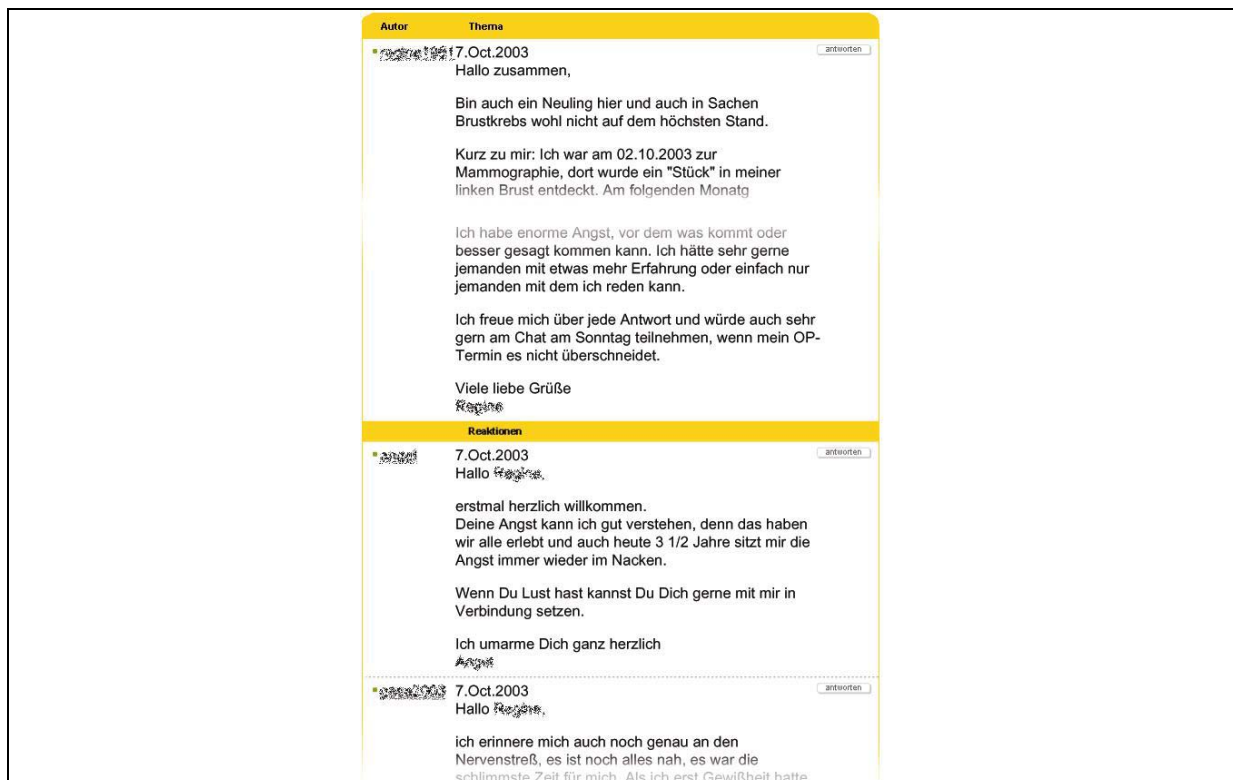 Autor Thema
7.Oct.2003 antworten
Hallo zusammen,
Bin auch ein Neuling hier und auch in Sachen
Brustkrebs wohl nicht auf dem höchsten Stand.
Kurz zu mir: Ich war am 02.10.2003 zur
Mammographie, dort wurde ein "Stück" in meiner
linken Brust entdeckt. Am folgenden Monatg
Ich habe enorme Angst, vor dem was kommt oder
besser gesagt kommen kann. Ich hätte sehr gerne
jemanden mit etwas mehr Erfahrung oder einfach nur
jemanden mit dem ich reden kann.
Ich freue mich über jede Antwort und würde auch sehr
gern am Chat am Sonntag teilnehmen, wenn mein OP-
Termin es nicht überschneidet.
Viele liebe Grüße
Reaktionen
7.Oct.2003 antworten
Hallo
erstmal herzlich willkommen.
Deine Angst kann ich gut verstehen, denn das haben
wir alle erlebt und auch heute 3 1/2 Jahre sitzt mir die
Angst immer wieder im Nacken.
Wenn Du Lust hast kannst Du Dich gerne mit mir in
Verbindung setzen.
Ich umarme Dich ganz herzlich
7.Oct.2003 antworten
Hallo
ich erinnere mich auch noch genau an den
Nervenstreß, es ist noch alles nah, es war die
schlimmste Zeit für mich. Als ich erst Gewißheit hatte